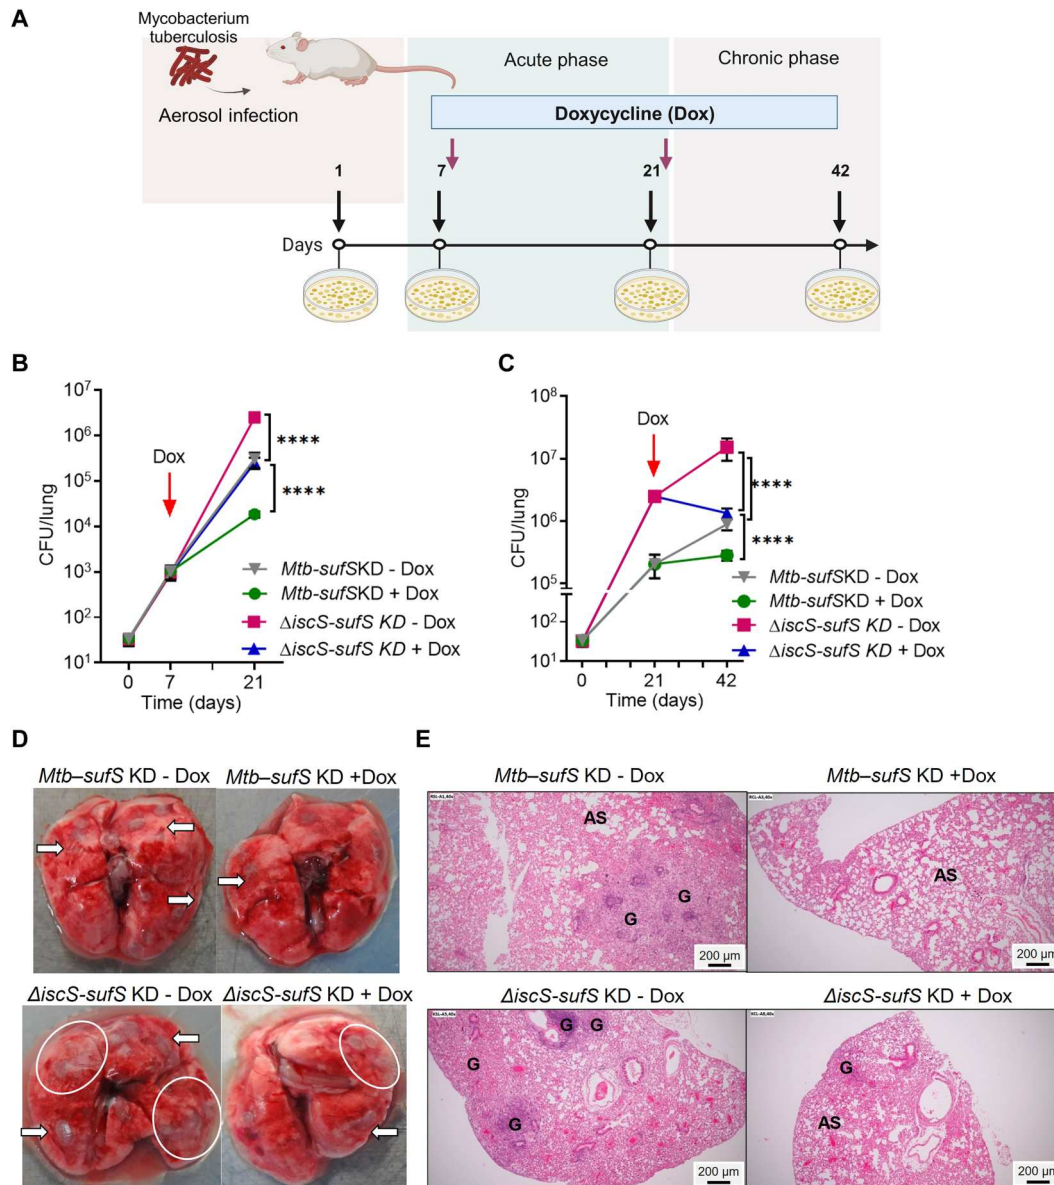 A
Mycobacterium
tuberculosis
Aerosol infection
Acute phase
Chronic phase
Doxycycline (Dox)
1
7
21
42
Days
B
10⁷
10⁶
10⁵
10⁴
10³
10²
10¹
CFU/lung
Dox
****
****
Mtb-sufSKD - Dox
Mtb-sufSKD + Dox
ΔiscS-sufS KD - Dox
ΔiscS-sufS KD + Dox
0
7
21
Time (days)
C
10⁸
10⁷
10⁶
10⁵
10²
10¹
CFU/lung
Dox
****
****
Mtb-sufSKD - Dox
Mtb-sufSKD + Dox
ΔiscS-sufS KD - Dox
ΔiscS-sufS KD + Dox
0
21
42
Time (days)
D
Mtb–sufS KD - Dox
Mtb–sufS KD +Dox
ΔiscS-sufS KD - Dox
ΔiscS-sufS KD + Dox
E
Mtb–sufS KD - Dox
AS
G
G
200 µm
Mtb–sufS KD +Dox
AS
200 µm
ΔiscS-sufS KD - Dox
G
G
G
G
200 µm
ΔiscS-sufS KD + Dox
G
AS
200 µm